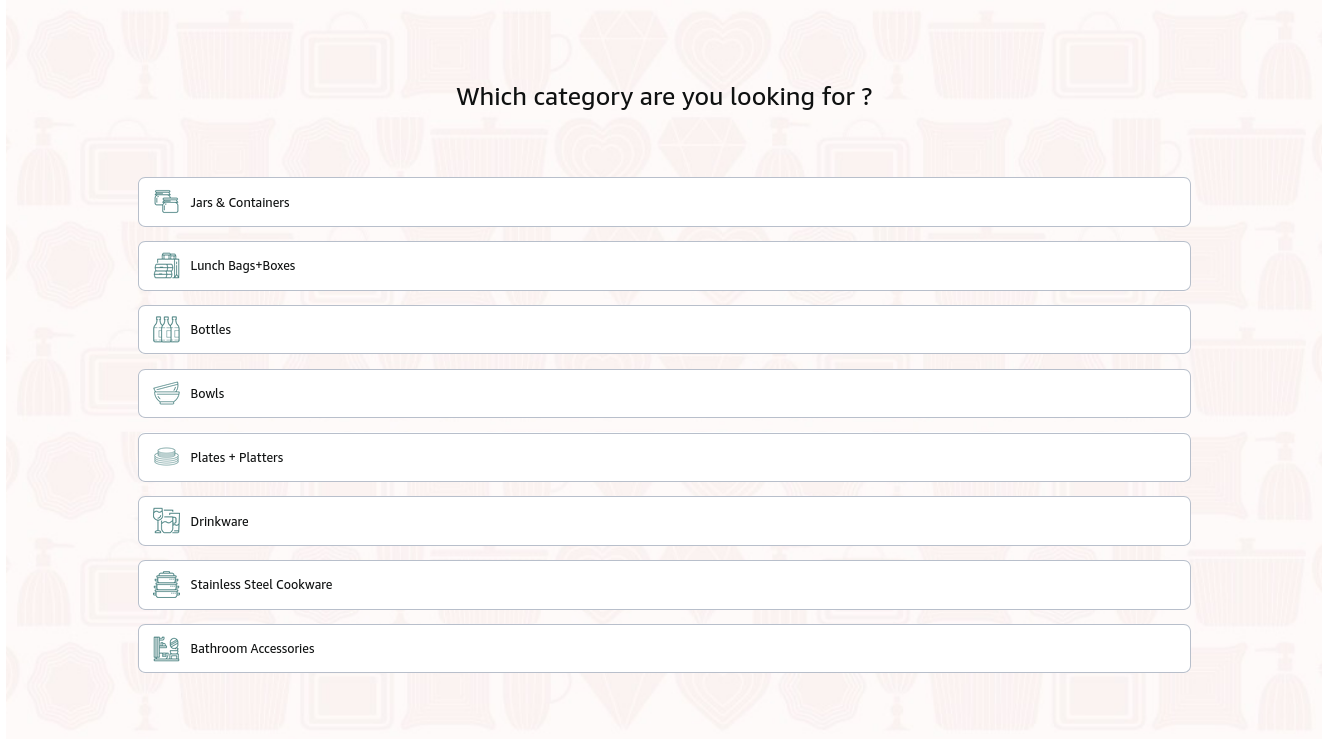 Which category are you looking for ?
Jars & Containers
Lunch Bags+Boxes
Bottles
Bowls
Plates + Platters
Drinkware
Stainless Steel Cookware
Bathroom Accessories